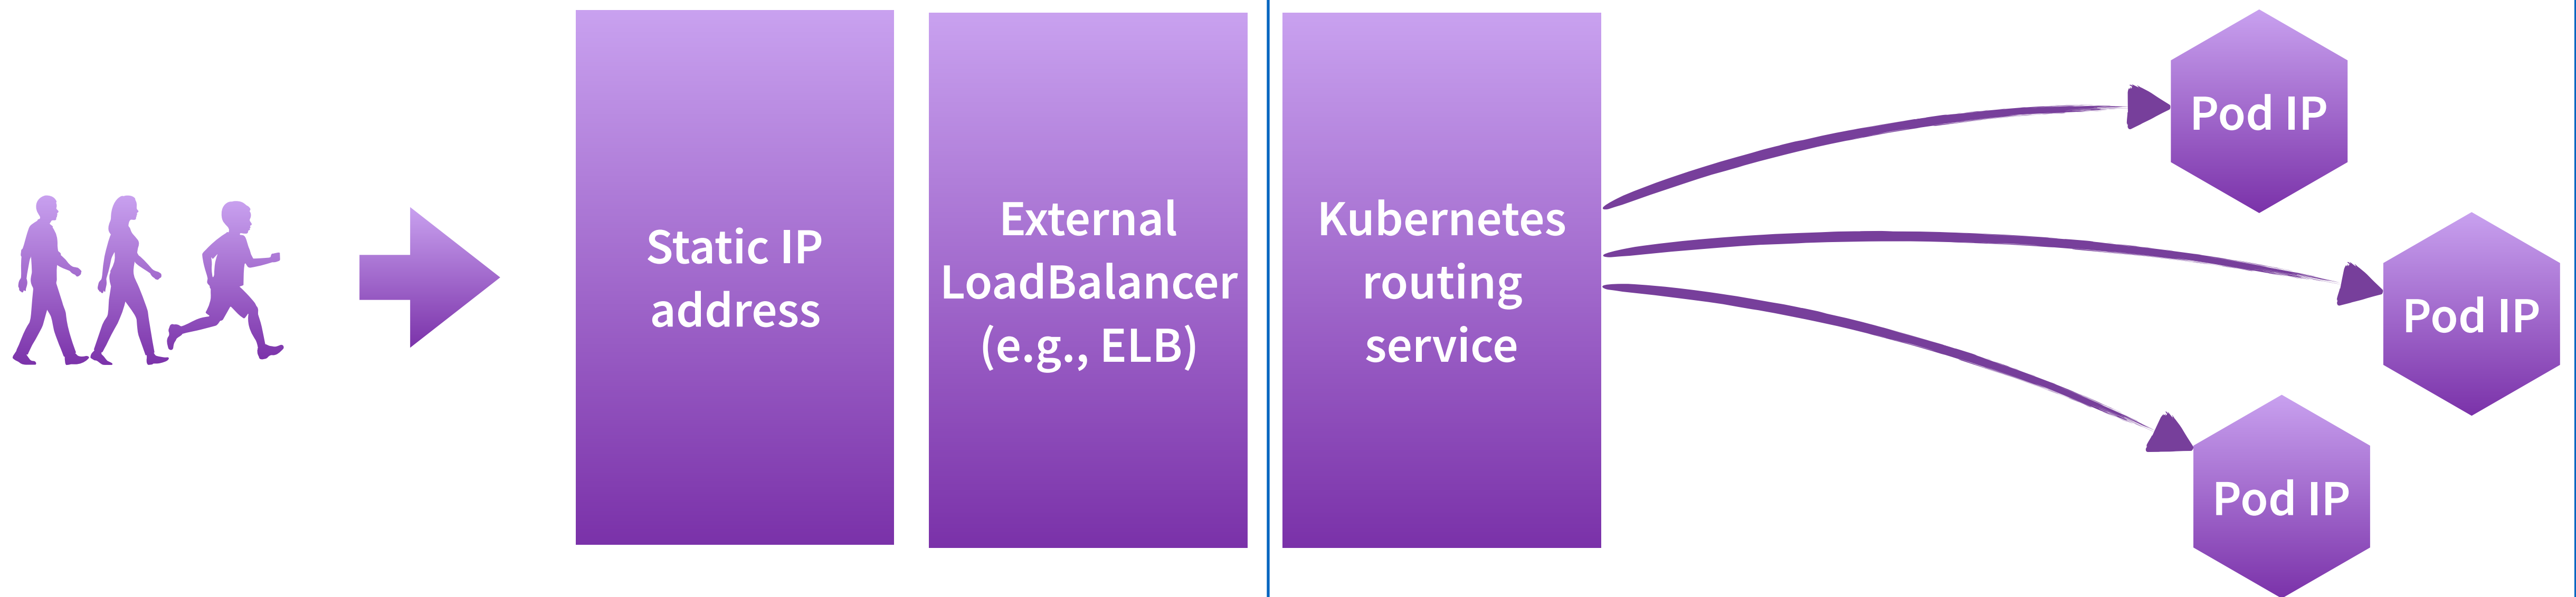 Static IP
address
External
LoadBalancer
(e.g., ELB)
Kubernetes
routing
service
Pod IP
Pod IP
Pod IP